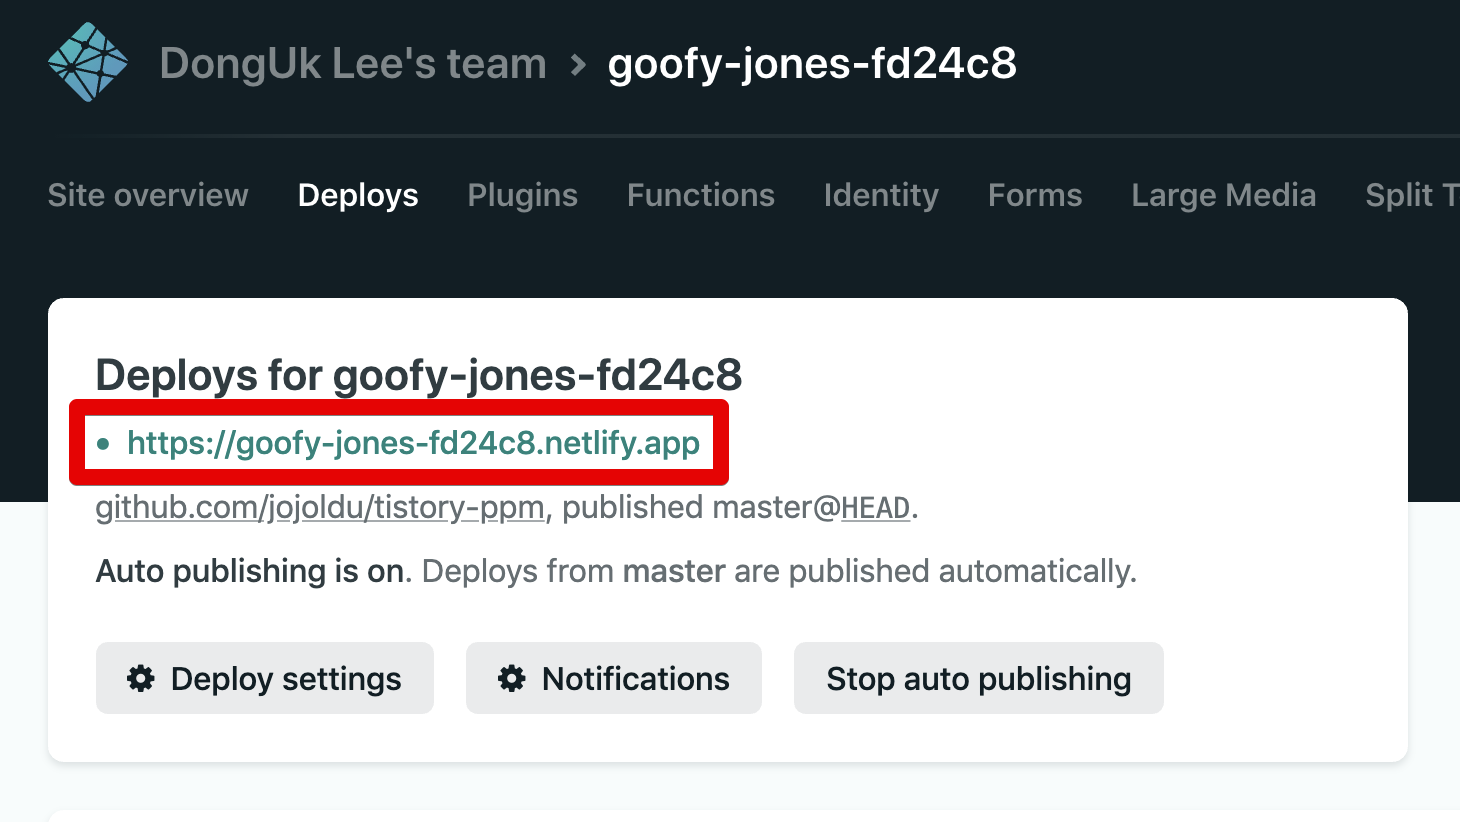 DongUk Lee's team > goofy-jones-fd24c8
Site overview Deploys Plugins Functions Identity Forms Large Media Split T
Deploys for goofy-jones-fd24c8
• https://goofy-jones-fd24c8.netlify.app
github.com/jojoldu/tistory-ppm, published master@HEAD.
Auto publishing is on. Deploys from master are published automatically.
Deploy settings Notifications Stop auto publishing